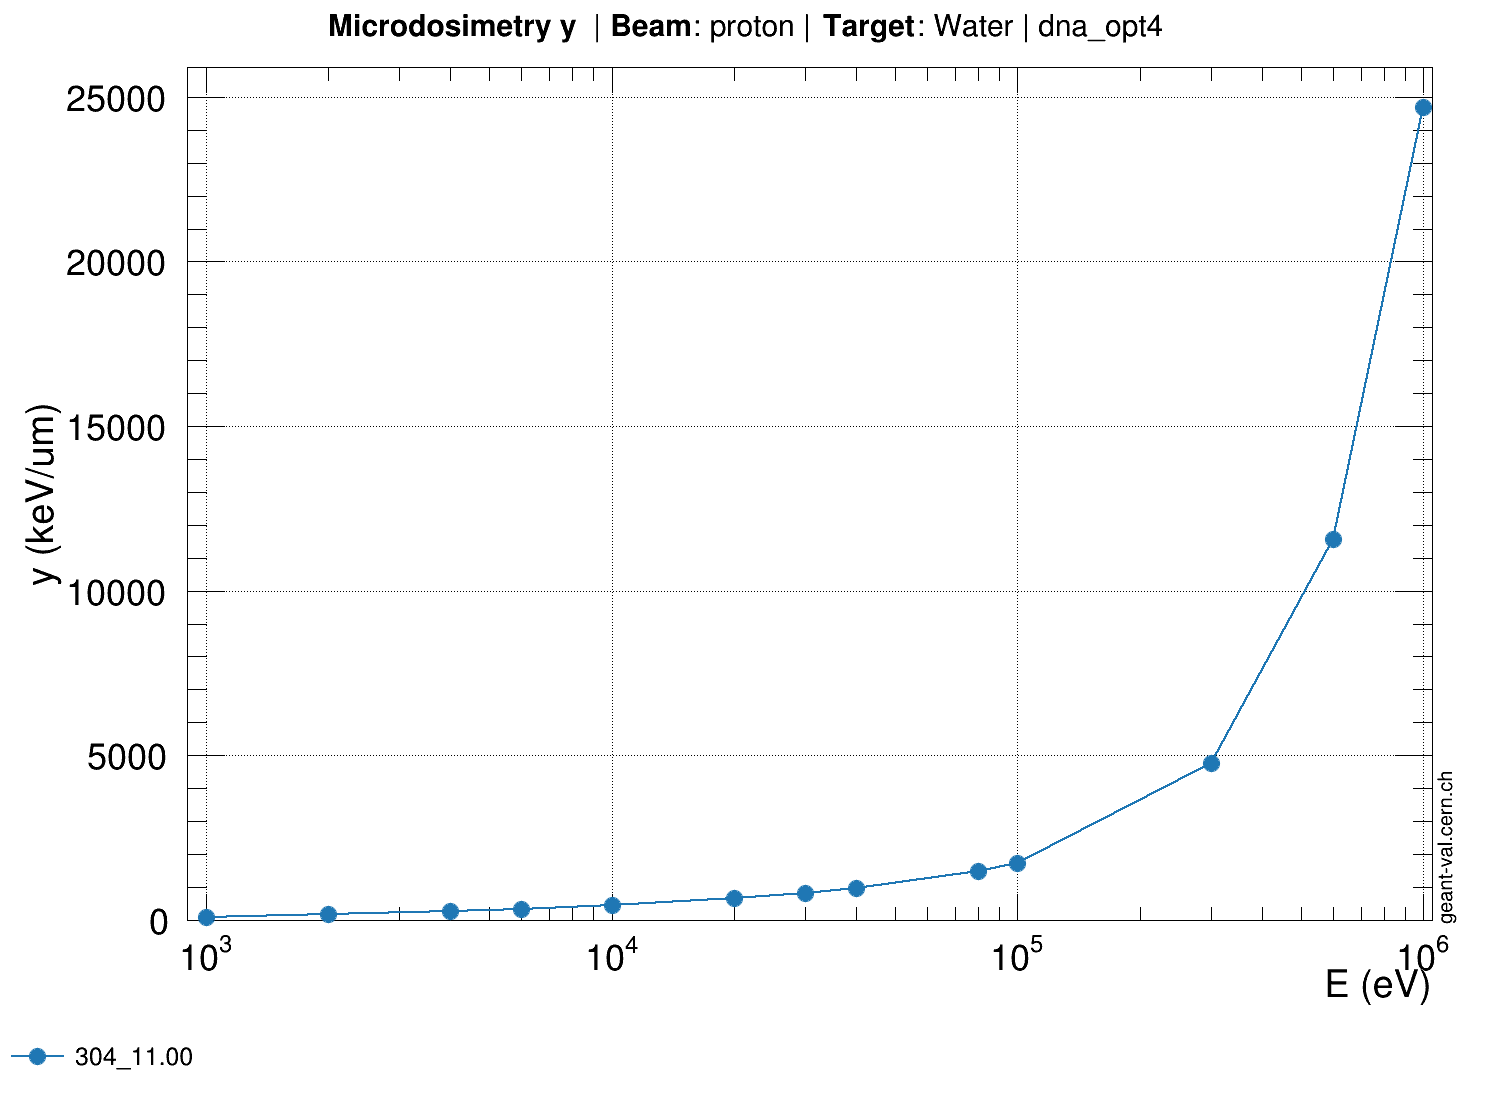 Microdosimetry y | Beam: proton | Target: Water | dna_opt4
25000
20000
15000
10000
5000
0
y (keV/um)
10³
10⁴
10⁵
10⁶
E (eV)
geant-val.cern.ch
304_11.00